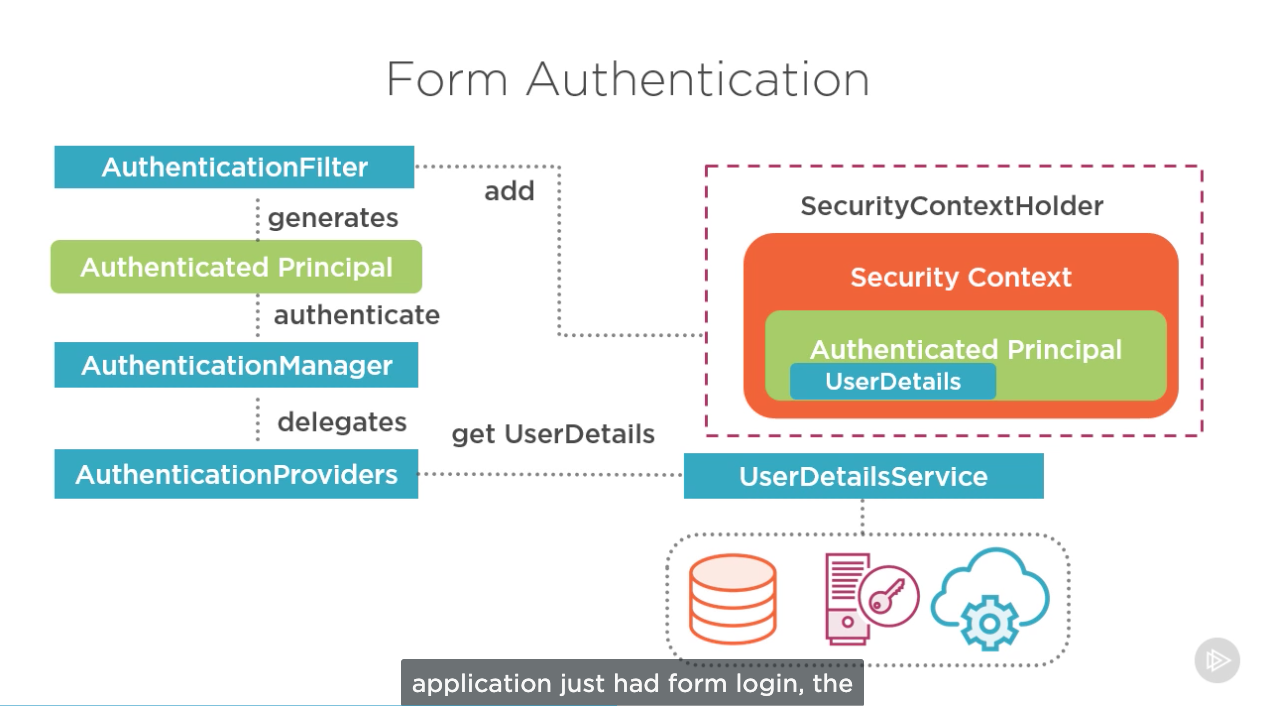 Form Authentication
AuthenticationFilter
add
generates
Authenticated Principal
authenticate
AuthenticationManager
delegates
get UserDetails
AuthenticationProviders
SecurityContextHolder
Security Context
Authenticated Principal
UserDetails
UserDetailsService
application just had form login, the